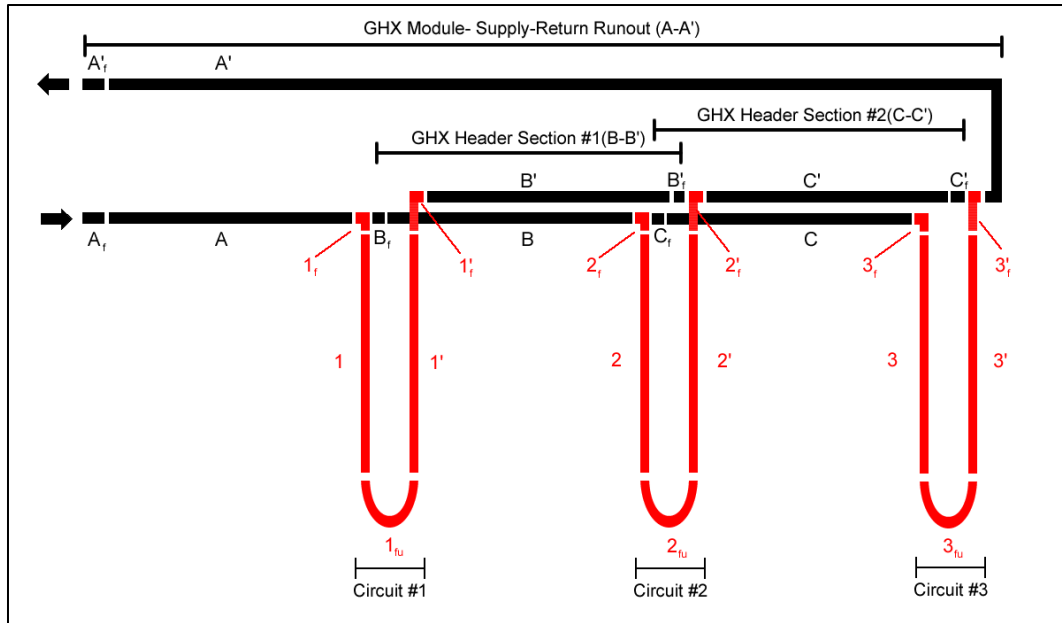 GHX Module- Supply-Return Runout (A-A')
A'f A'
GHX Header Section #2(C-C')
GHX Header Section #1(B-B')
B' B'f C' C'f
Af A Bf B Cf C
1f 1'f 2f 2'f 3f 3'f
1 1' 2 2' 3 3'
1fu 2fu 3fu
Circuit #1 Circuit #2 Circuit #3